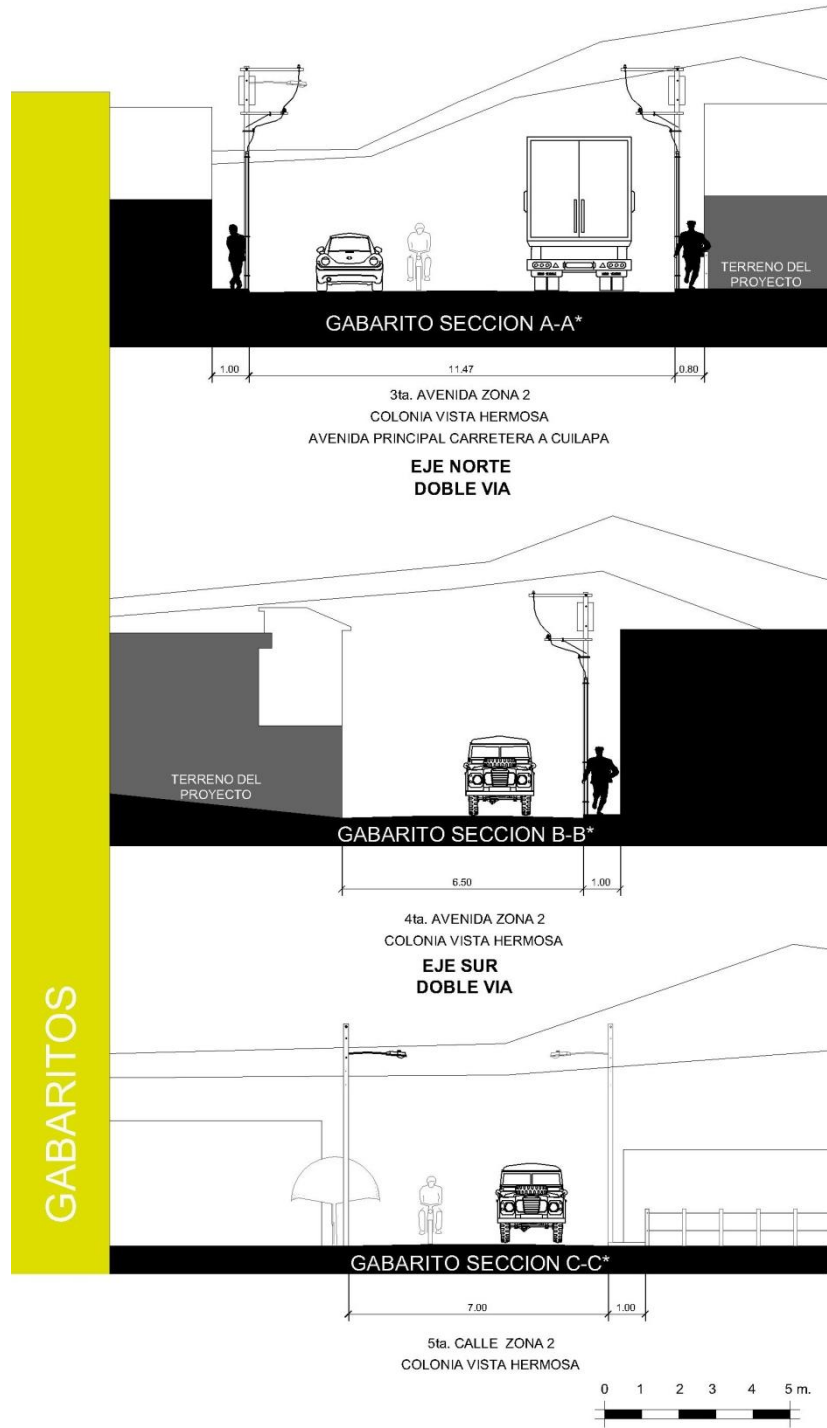 GABARITOS
TERRENO DEL
PROYECTO
GABARITO SECCION A-A*
1.00
11.47
0.80
3ta. AVENIDA ZONA 2
COLONIA VISTA HERMOSA
AVENIDA PRINCIPAL CARRETERA A CUILAPA
EJE NORTE
DOBLE VIA
TERRENO DEL
PROYECTO
GABARITO SECCION B-B*
6.50
1.00
4ta. AVENIDA ZONA 2
COLONIA VISTA HERMOSA
EJE SUR
DOBLE VIA
GABARITO SECCION C-C*
7.00
1.00
5ta. CALLE ZONA 2
COLONIA VISTA HERMOSA
0 1 2 3 4 5 m.